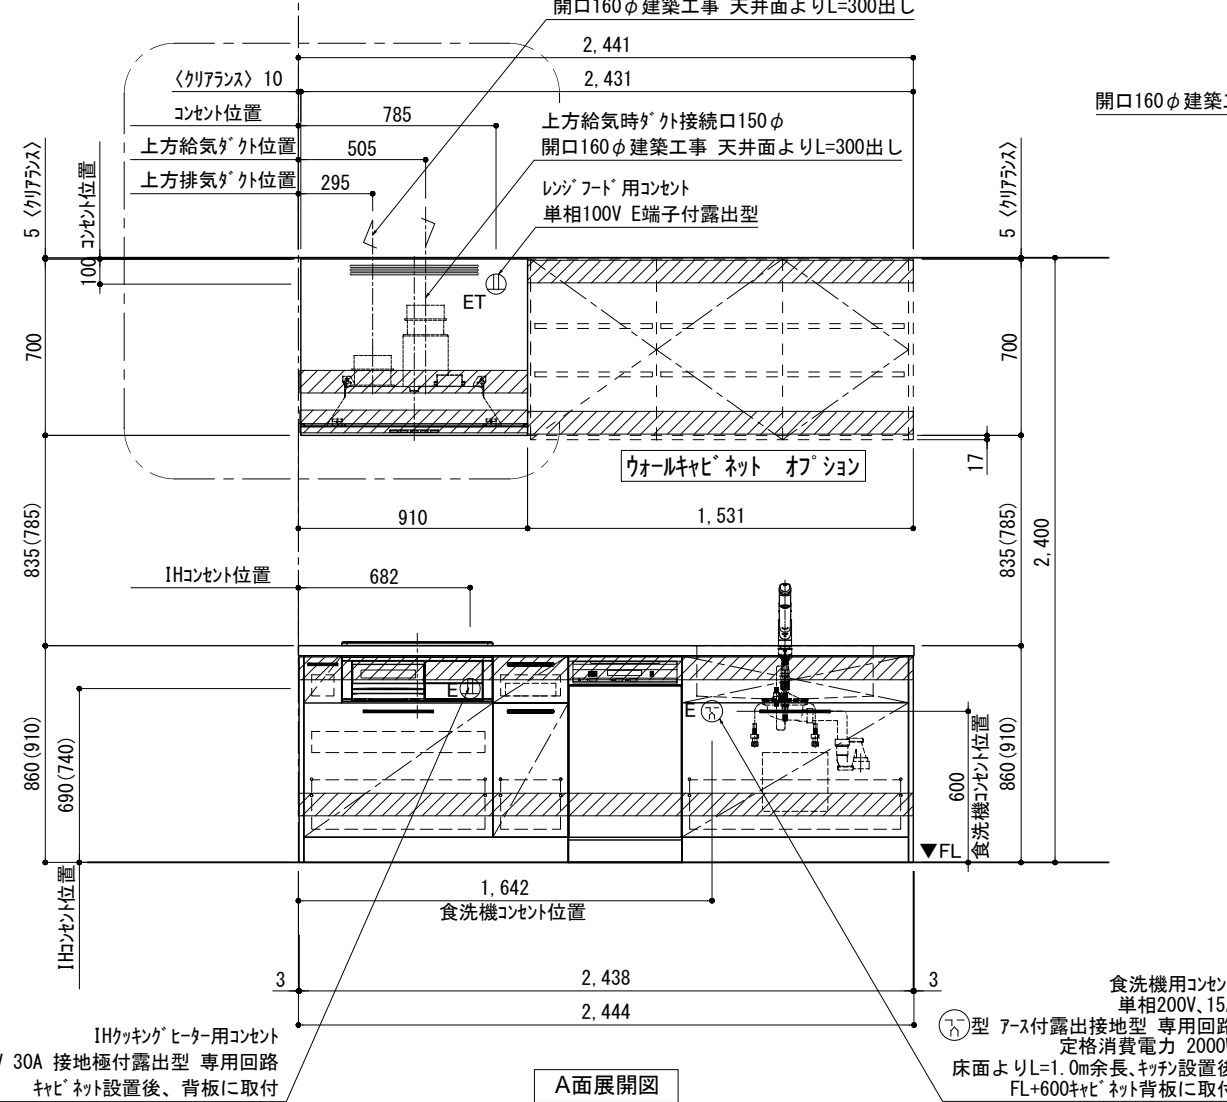 開口160φ建築工事 天井面よりL=300出し
2,441
〈クリアランス〉 10
2,431
コンセント位置
785
上方給気時ダクト接続口150φ
開口160φ建築工事 天井面よりL=300出し
上方給気ダクト位置
505
上方排気ダクト位置
295
レンジフード用コンセント
単相100V E端子付露出型
5 〈クリアランス〉
100 コンセント位置
5 〈クリアランス〉
ET
700
700
17
ウォールキャビネット オプション
910
1,531
835(785)
835(785)
2,400
IHコンセント位置
682
E
E
860(910)
690(740)
600
食洗機コンセント位置
860(910)
▼FL
IHコンセント位置
1,642
食洗機コンセント位置
3
2,438
3
2,444
IHクッキングヒーター用コンセント
30A 接地極付露出型 専用回路
キャビネット設置後、背板に取付
A面展開図
食洗機用コンセン
単相200V、15
型 アース付露出接地型 専用回路
定格消費電力 2000
床面よりL=1.0m余長、キッチン設置後
FL+600キャビネット背板に取付
開口160φ建築